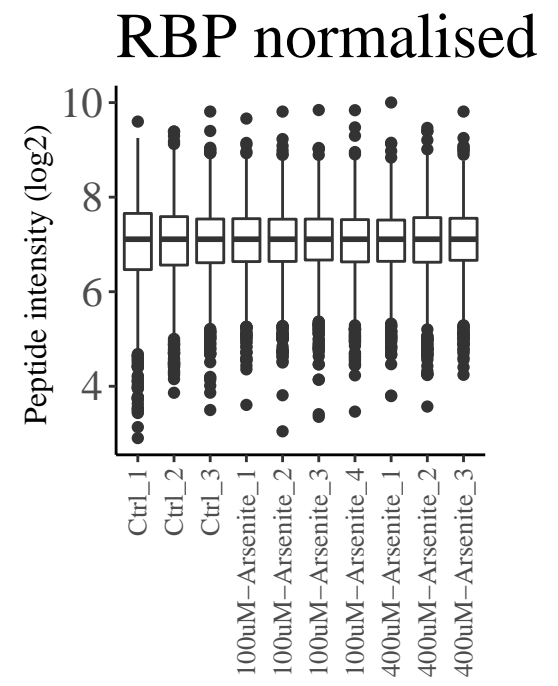 RBP normalised
Peptide intensity (log2)
10
8
6
4
Ctrl_1
Ctrl_2
Ctrl_3
100uM−Arsenite_1
100uM−Arsenite_2
100uM−Arsenite_3
100uM−Arsenite_4
400uM−Arsenite_1
400uM−Arsenite_2
400uM−Arsenite_3